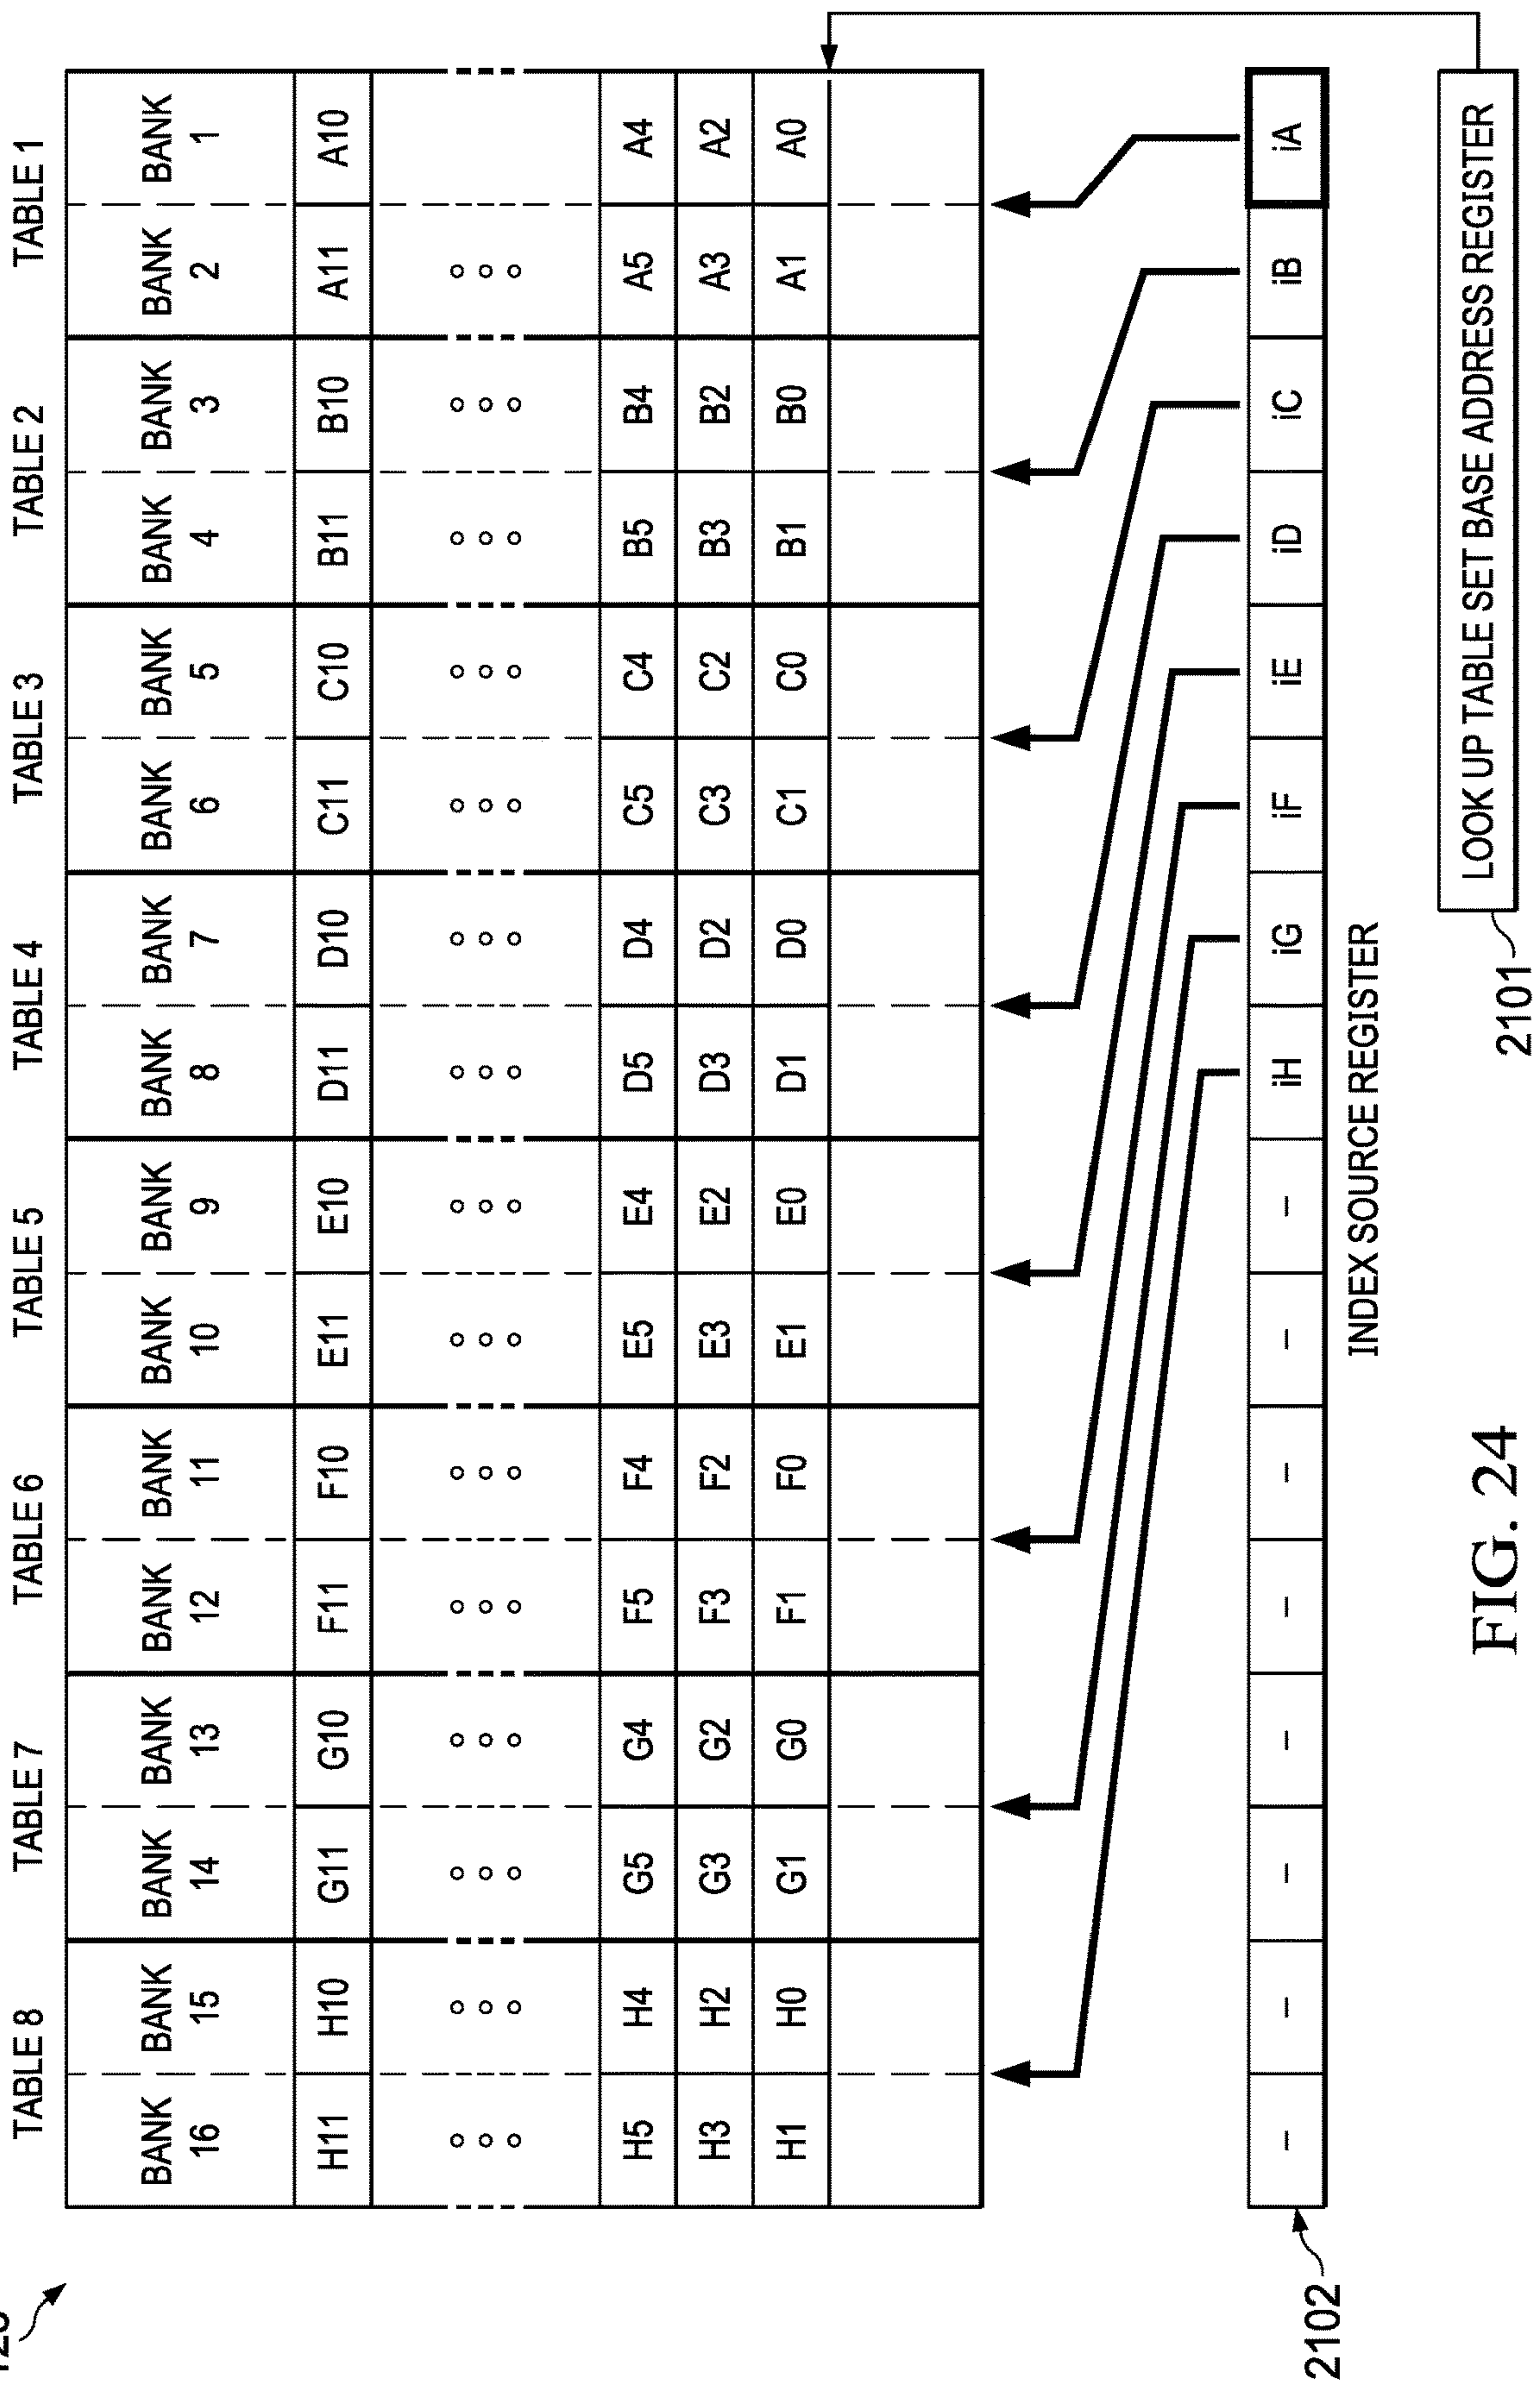 TABLE 8 TABLE 7 TABLE 6 TABLE 5 TABLE 4 TABLE 3 TABLE 2 TABLE 1
BANK BANK BANK BANK BANK BANK BANK BANK BANK BANK BANK BANK BANK BANK BANK BANK
16 15 14 13 12 11 10 9 8 7 6 5 4 3 2 1
H11 H10 G11 G10 F11 F10 E11 E10 D11 D10 C11 C10 B11 B10 A11 A10
H5 H4 G5 G4 F5 F4 E5 E4 D5 D4 C5 C4 B5 B4 A5 A4
H3 H2 G3 G2 F3 F2 E3 E2 D3 D2 C3 C2 B3 B2 A3 A2
H1 H0 G1 G0 F1 F0 E1 E0 D1 D0 C1 C0 B1 B0 A1 A0
– – – – – – – – iH iG iF iE iD iC iB iA
2102 INDEX SOURCE REGISTER
LOOK UP TABLE SET BASE ADDRESS REGISTER
2101
FIG. 24